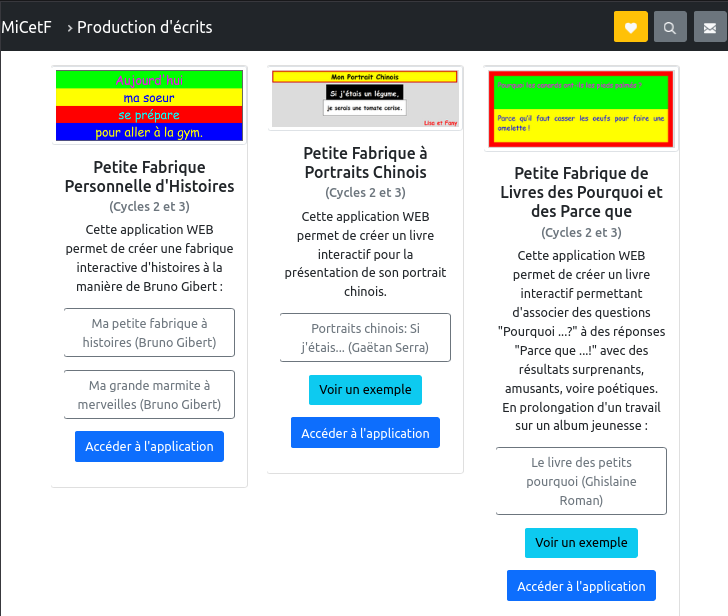 MiCetF > Production d'écrits
Aujourd'hui
ma soeur
se prépare
pour aller à la gym.
Petite Fabrique
Personnelle d'Histoires
(Cycles 2 et 3)
Cette application WEB
permet de créer une fabrique
interactive d'histoires à la
manière de Bruno Gibert :
Ma petite fabrique à
histoires (Bruno Gibert)
Ma grande marmite à
merveilles (Bruno Gibert)
Accéder à l'application
Mon Portrait Chinois
Si j'étais un légume,
je serais une tomate cerise.
Lisa et Fany
Petite Fabrique à
Portraits Chinois
(Cycles 2 et 3)
Cette application WEB
permet de créer un livre
interactif pour la
présentation de son portrait
chinois.
Portraits chinois: Si
j'étais... (Gaëtan Serra)
Voir un exemple
Accéder à l'application
Pourquoi les canards ont-ils les pieds palmés ?
Parce qu'il faut casser les oeufs pour faire une
omelette !
Petite Fabrique de
Livres des Pourquoi et
des Parce que
(Cycles 2 et 3)
Cette application WEB
permet de créer un livre
interactif permettant
d'associer des questions
"Pourquoi ...?" à des réponses
"Parce que ...!" avec des
résultats surprenants,
amusants, voire poétiques.
En prolongation d'un travail
sur un album jeunesse :
Le livre des petits
pourquoi (Ghislaine
Roman)
Voir un exemple
Accéder à l'application